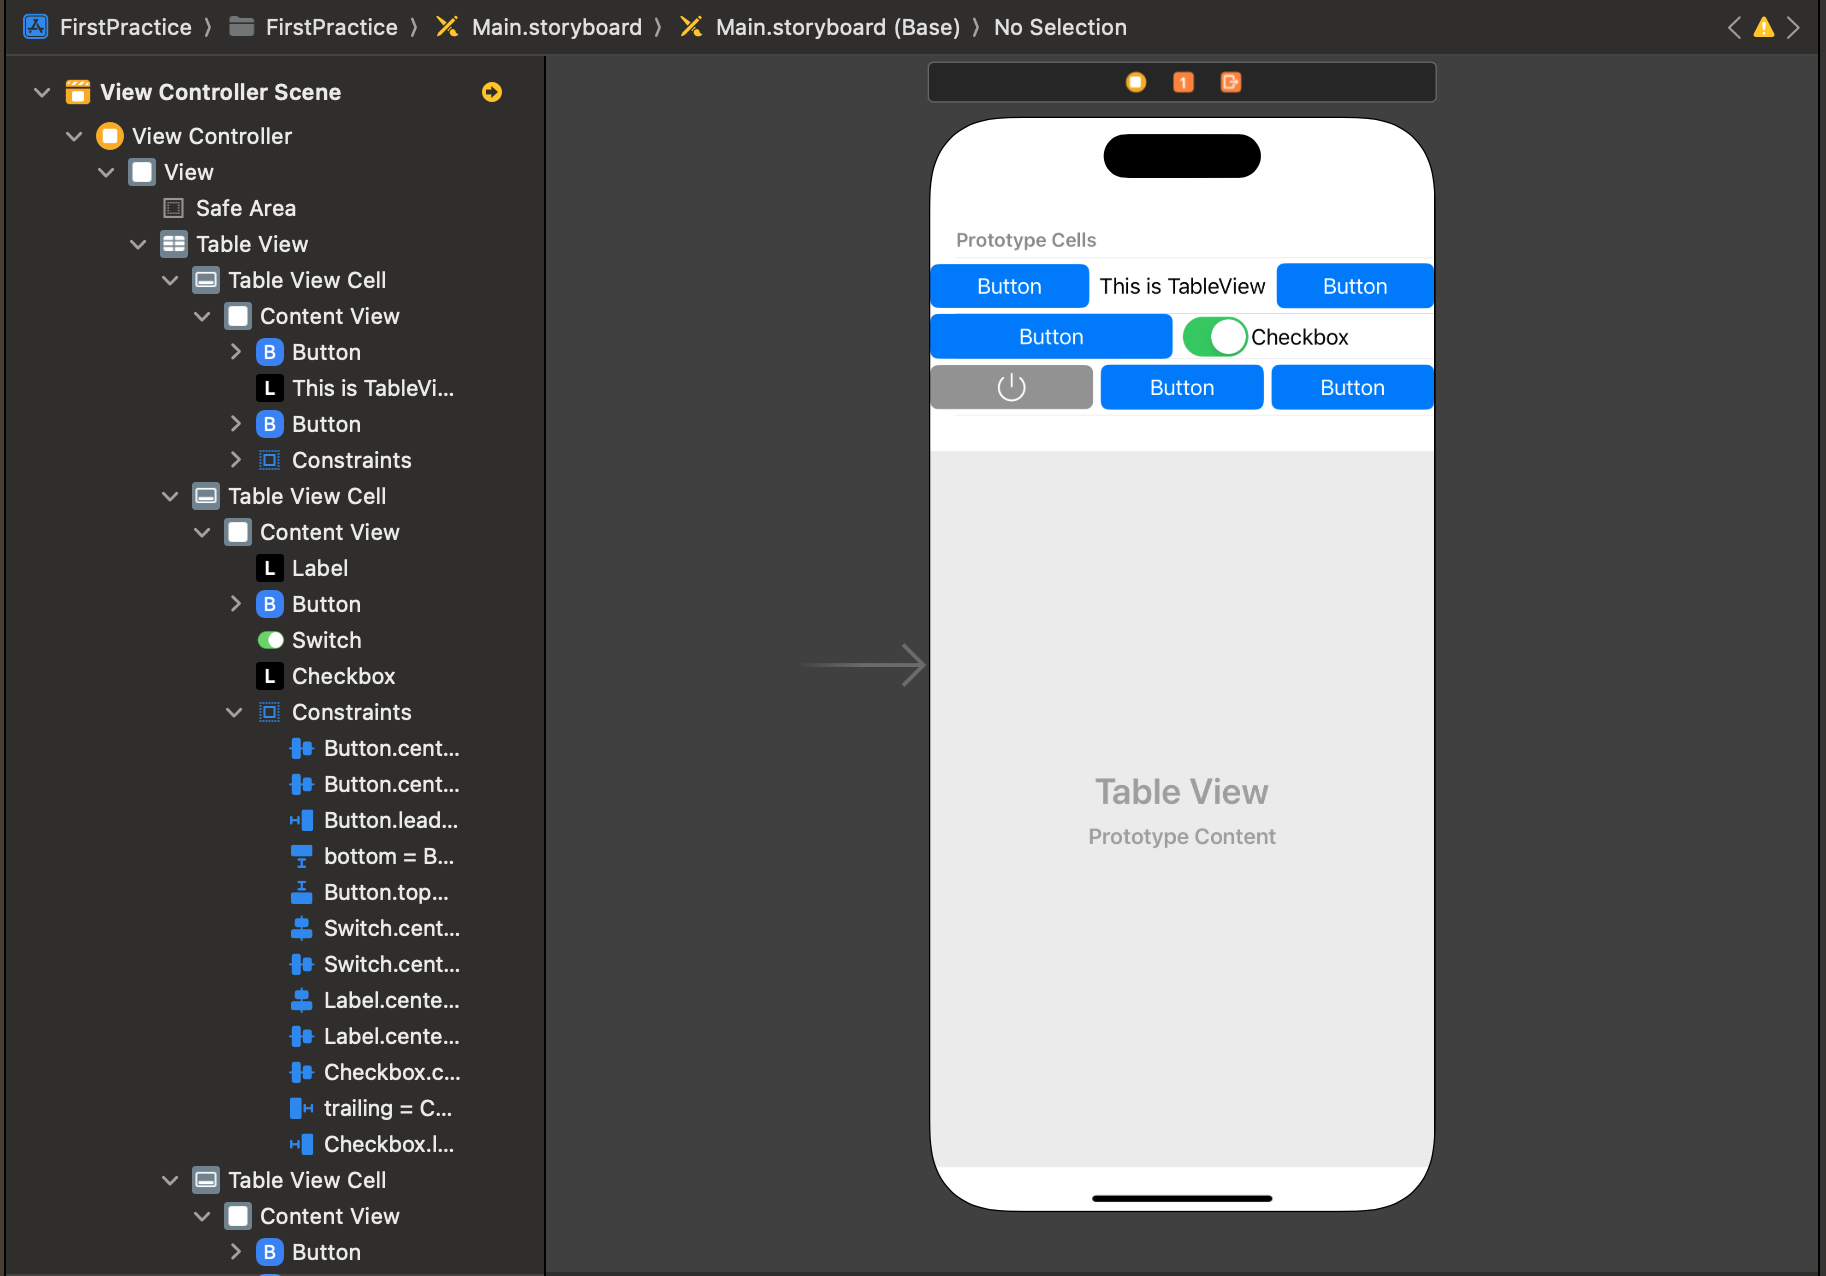 FirstPractice 〉 FirstPractice 〉 Main.storyboard 〉 Main.storyboard (Base) 〉 No Selection
View Controller Scene
View Controller
View
Safe Area
Table View
Table View Cell
Content View
B Button
L This is TableVi...
B Button
Constraints
Table View Cell
Content View
L Label
B Button
Switch
L Checkbox
Constraints
Button.cent...
Button.cent...
Button.lead...
bottom = B...
Button.top...
Switch.cent...
Switch.cent...
Label.cente...
Label.cente...
Checkbox.c...
trailing = C...
Checkbox.l...
Table View Cell
Content View
B Button
1
Prototype Cells
Button This is TableView Button
Button Checkbox
Button Button
Table View
Prototype Content